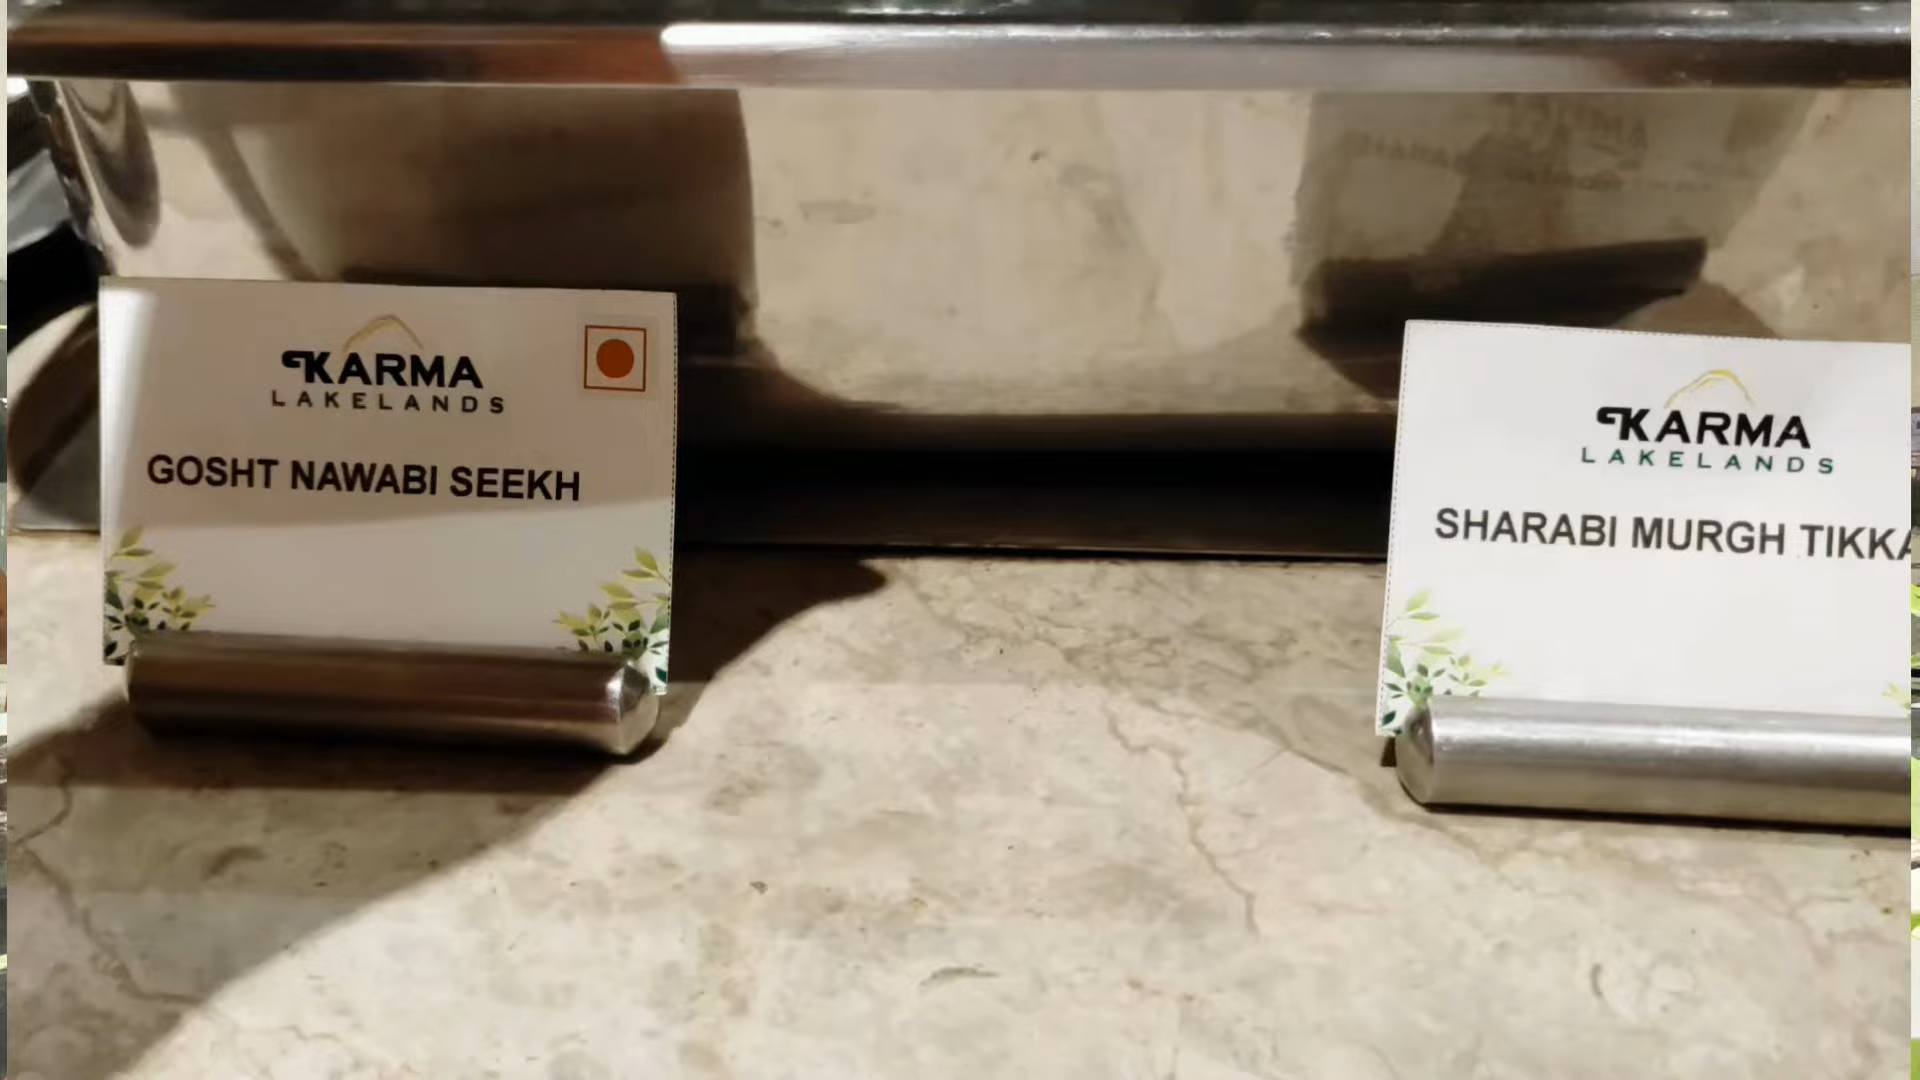 KARMA
LAKELANDS
GOSHT NAWABI SEEKH
KARMA
LAKELANDS
SHARABI MURGH TIKKA